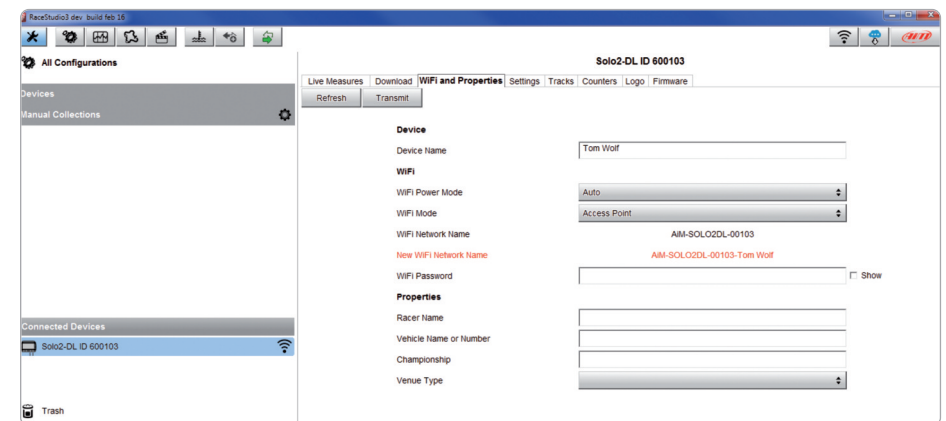 RaceStudio3 dev build feb 16
AiM
All Configurations
Devices
Manual Collections
Connected Devices
Solo2-DL ID 600103
Trash
Solo2-DL ID 600103
Live Measures Download WiFi and Properties Settings Tracks Counters Logo Firmware
Refresh Transmit
Device
Device Name Tom Wolf
WiFi
WiFi Power Mode Auto
WiFi Mode Access Point
WiFi Network Name AiM-SOLO2DL-00103
New WiFi Network Name AiM-SOLO2DL-00103-Tom Wolf
WiFi Password Show
Properties
Racer Name
Vehicle Name or Number
Championship
Venue Type